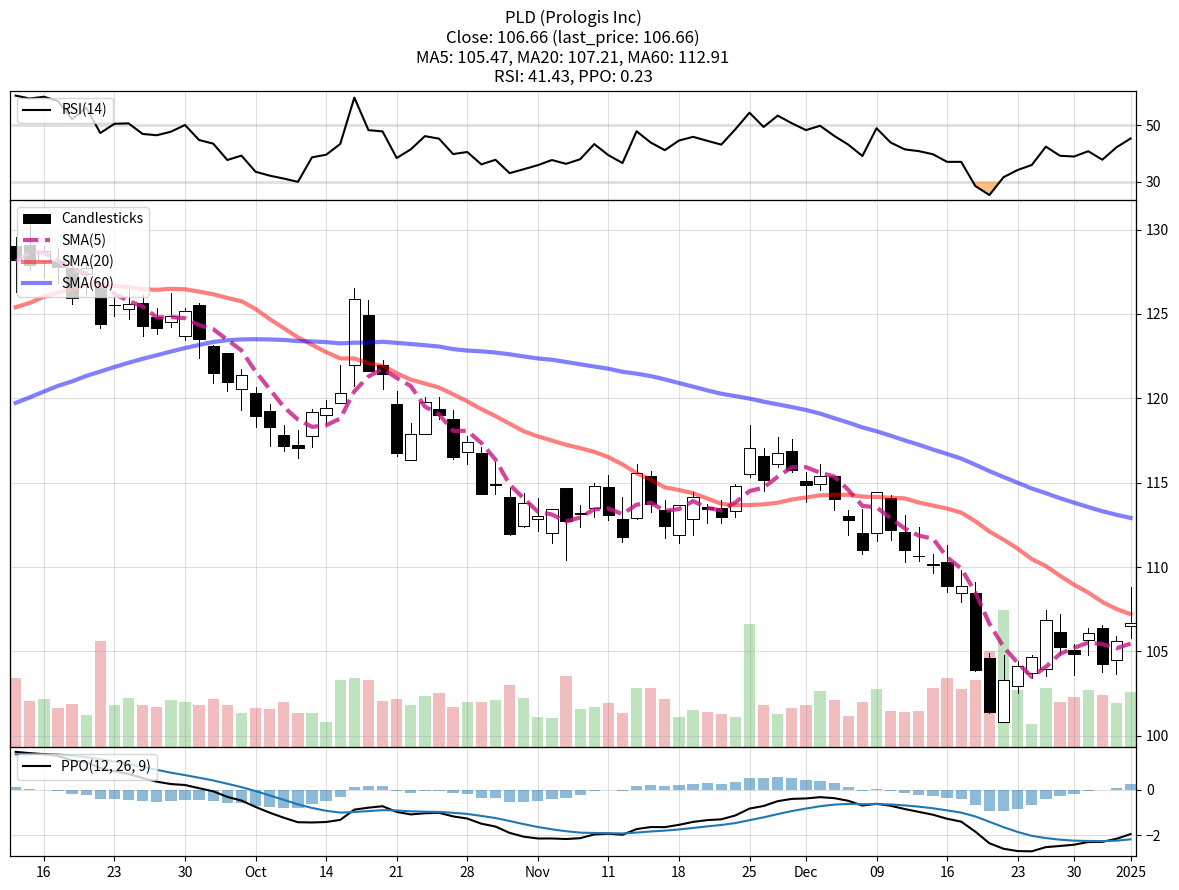 PLD (Prologis Inc)
Close: 106.66 (last_price: 106.66)
MA5: 105.47, MA20: 107.21, MA60: 112.91
RSI: 41.43, PPO: 0.23
RSI(14)
50
30
Candlesticks
SMA(5)
SMA(20)
SMA(60)
130
125
120
115
110
105
100
PPO(12, 26, 9)
0
−2
16 23 30 Oct 14 21 28 Nov 11 18 25 Dec 09 16 23 30 2025